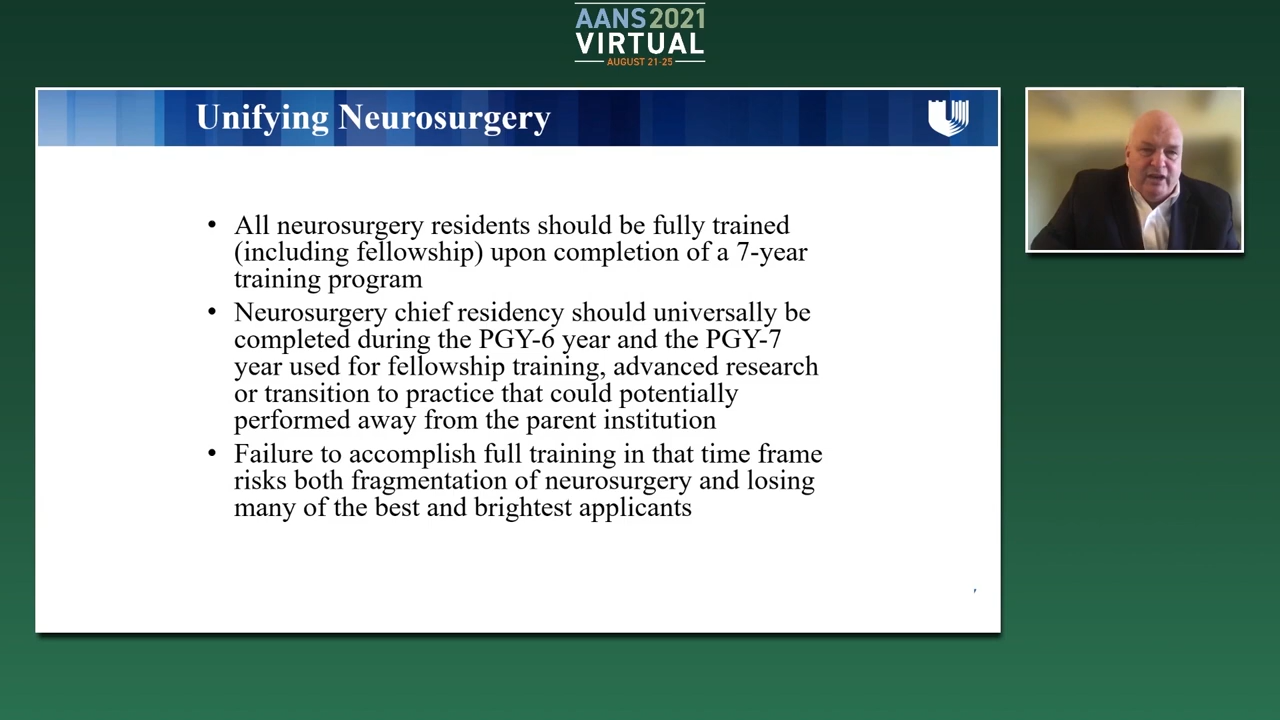 AANS 2021
VIRTUAL
AUGUST 21-25
Unifying Neurosurgery
• All neurosurgery residents should be fully trained
(including fellowship) upon completion of a 7-year
training program
• Neurosurgery chief residency should universally be
completed during the PGY-6 year and the PGY-7
year used for fellowship training, advanced research
or transition to practice that could potentially
performed away from the parent institution
• Failure to accomplish full training in that time frame
risks both fragmentation of neurosurgery and losing
many of the best and brightest applicants